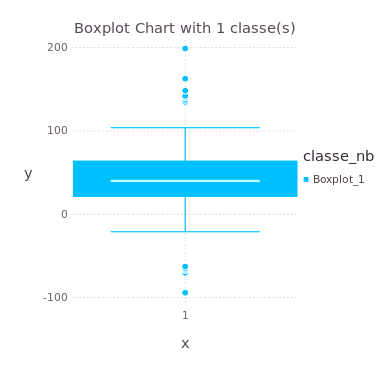 Boxplot Chart with 1 classe(s)
200
100
0
-100
y
1
x
classe_nb
Boxplot_1